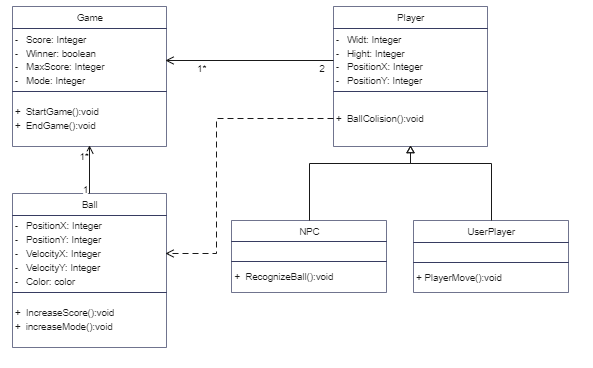 Game
- Score: Integer
- Winner: boolean
- MaxScore: Integer
- Mode: Integer
+ StartGame():void
+ EndGame():void
Player
- Widt: Integer
- Hight: Integer
- PositionX: Integer
- PositionY: Integer
+ BallColision():void
1*
2
1*
1
Ball
- PositionX: Integer
- PositionY: Integer
- VelocityX: Integer
- VelocityY: Integer
- Color: color
+ IncreaseScore():void
+ increaseMode():void
NPC
+ RecognizeBall():void
UserPlayer
+ PlayerMove():void